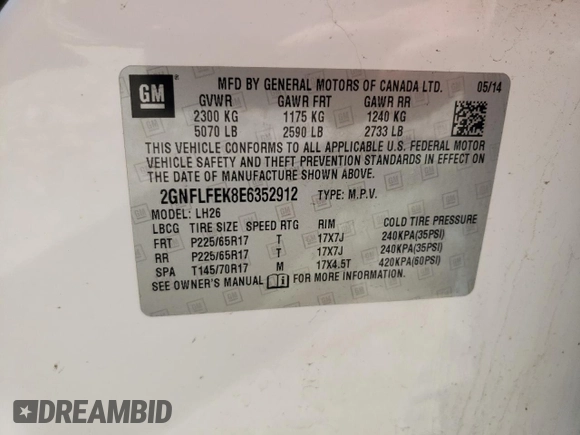 GM
MFD BY GENERAL MOTORS OF CANADA LTD. 05/14
GVWR GAWR FRT GAWR RR
2300 KG 1175 KG 1240 KG
5070 LB 2590 LB 2733 LB
THIS VEHICLE CONFORMS TO ALL APPLICABLE U.S. FEDERAL MOTOR
VEHICLE SAFETY AND THEFT PREVENTION STANDARDS IN EFFECT ON
THE DATE OF MANUFACTURE SHOWN ABOVE.
2GNFLFEK8E6352912 TYPE: M.P.V.
MODEL: LH26
LBCG TIRE SIZE SPEED RTG RIM COLD TIRE PRESSURE
FRT P225/65R17 T 17X7J 240KPA(35PSI)
RR P225/65R17 T 17X7J 240KPA(35PSI)
SPA T145/70R17 M 17X4.5T 420KPA(60PSI)
SEE OWNER'S MANUAL FOR MORE INFORMATION.
DREAMBID